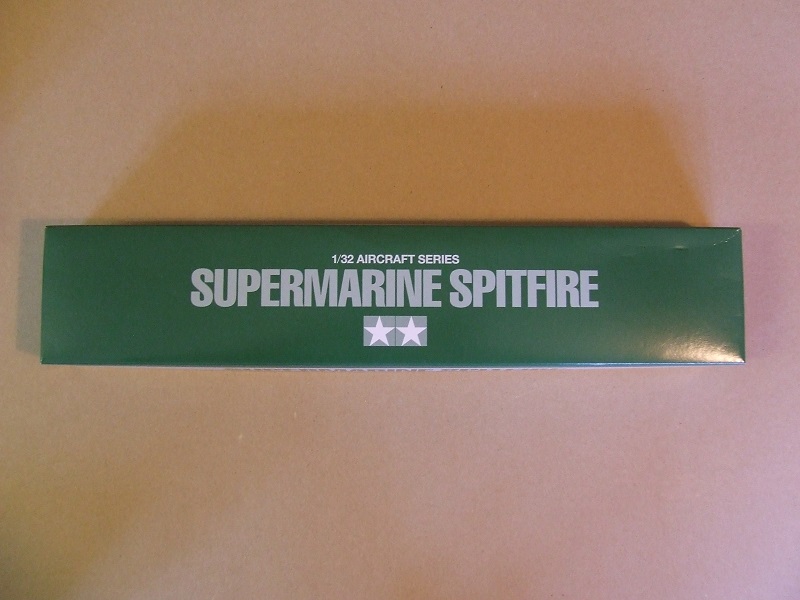 1/32 AIRCRAFT SERIES
SUPERMARINE SPITFIRE